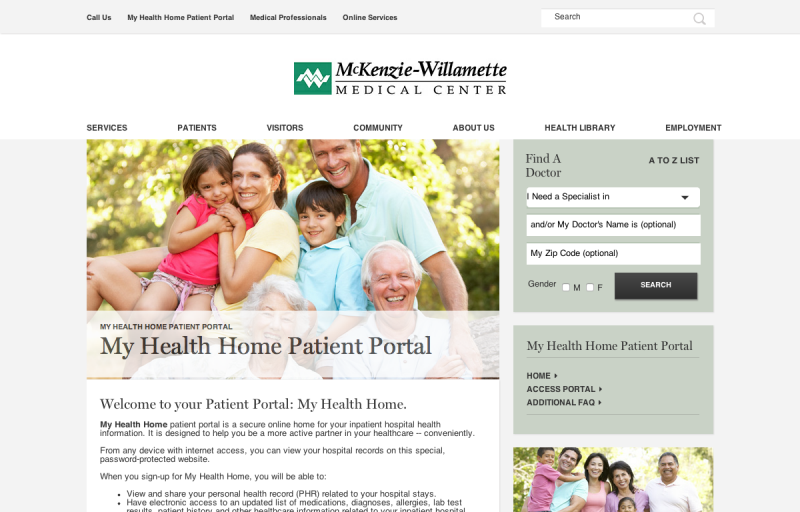 Call Us My Health Home Patient Portal Medical Professionals Online Services Search
McKenzie-Willamette
MEDICAL CENTER
SERVICES PATIENTS VISITORS COMMUNITY ABOUT US HEALTH LIBRARY EMPLOYMENT
MY HEALTH HOME PATIENT PORTAL
My Health Home Patient Portal
Welcome to your Patient Portal: My Health Home.
My Health Home patient portal is a secure online home for your inpatient hospital health
information. It is designed to help you be a more active partner in your healthcare -- conveniently.
From any device with internet access, you can view your hospital records on this special,
password-protected website.
When you sign-up for My Health Home, you will be able to:
• View and share your personal health record (PHR) related to your hospital stays.
• Have electronic access to an updated list of medications, diagnoses, allergies, lab test
results, patient history and other healthcare information related to your inpatient hospital
Find A
Doctor
A TO Z LIST
I Need a Specialist in
and/or My Doctor's Name is (optional)
My Zip Code (optional)
Gender M F SEARCH
My Health Home Patient Portal
HOME
ACCESS PORTAL
ADDITIONAL FAQ